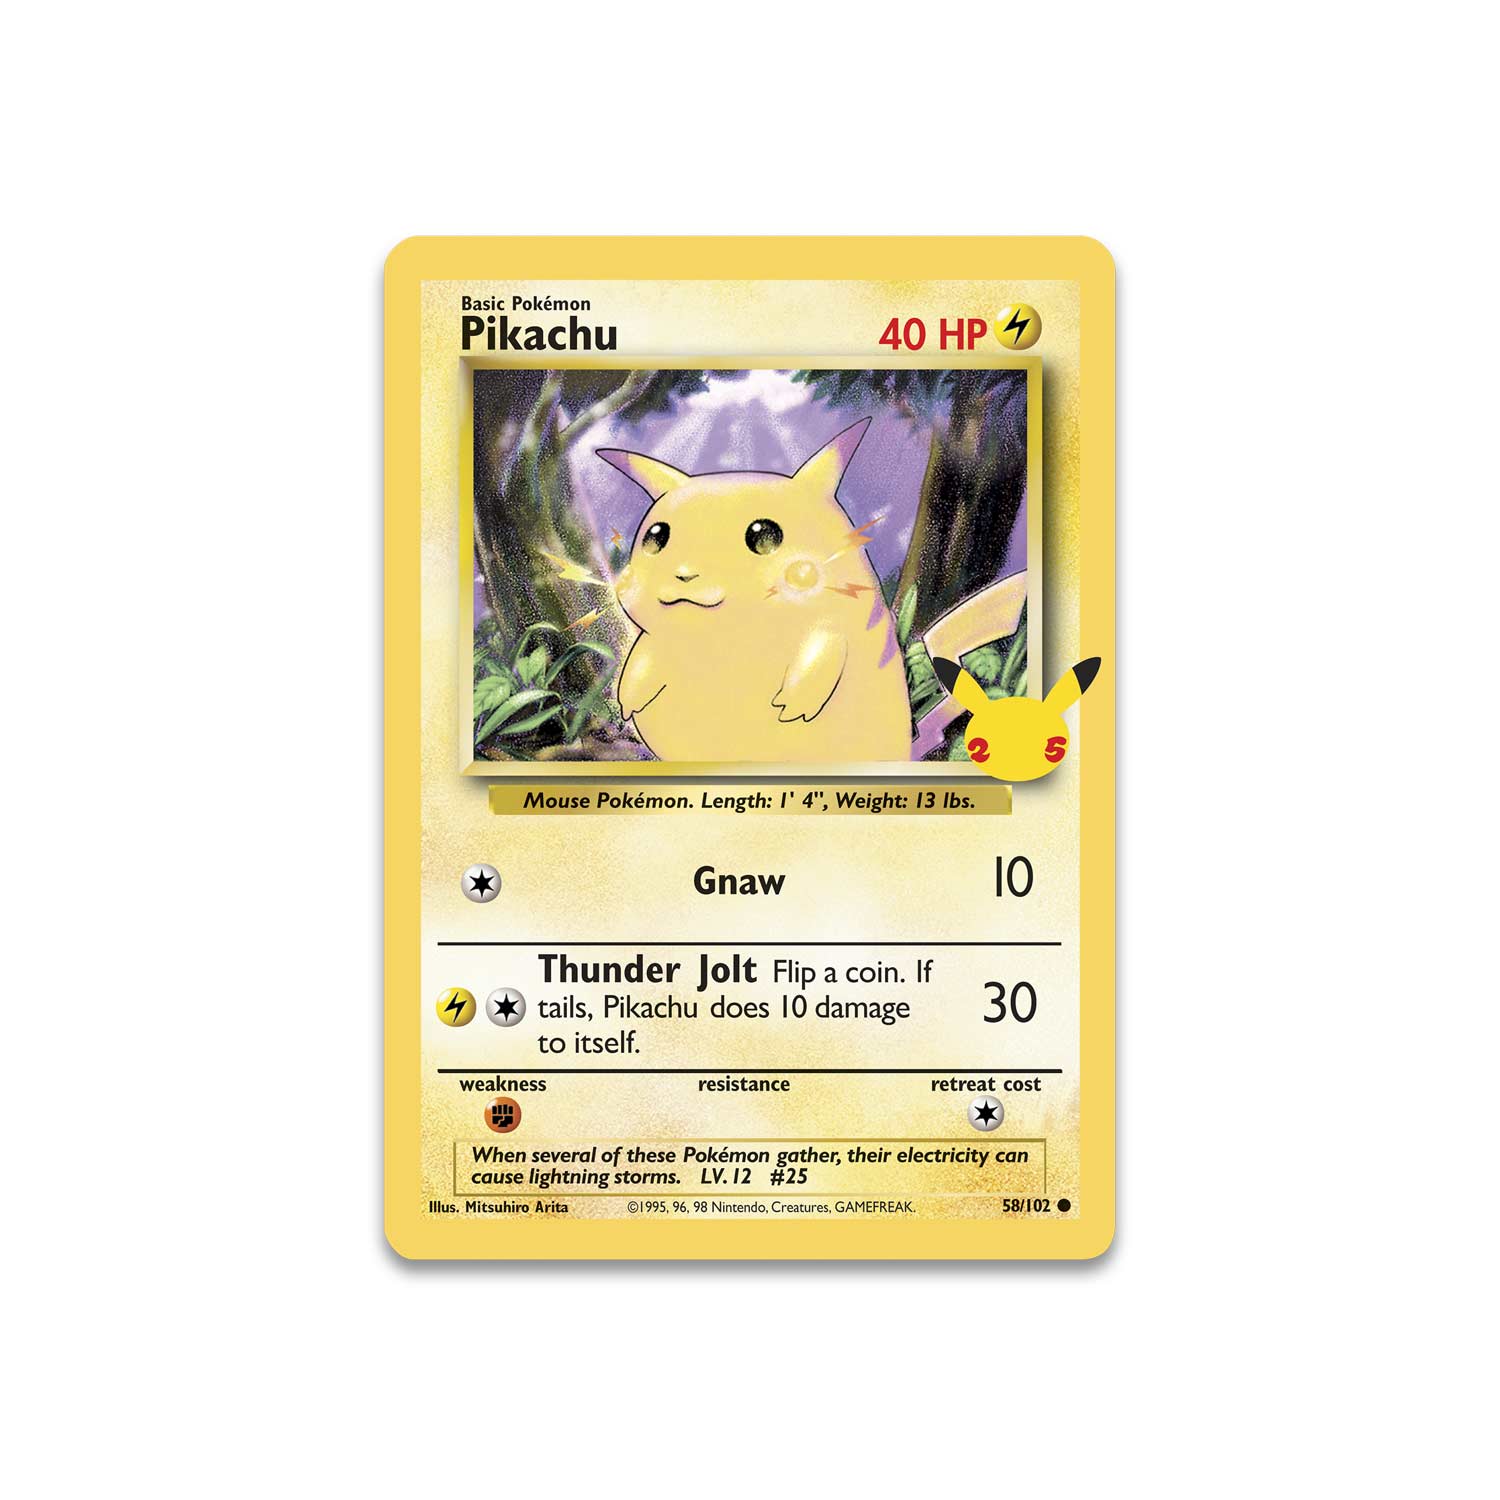 Basic Pokémon
Pikachu
40 HP
25
Mouse Pokémon. Length: 1' 4", Weight: 13 lbs.
Gnaw 10
Thunder Jolt Flip a coin. If
tails, Pikachu does 10 damage
to itself.
30
weakness resistance retreat cost
When several of these Pokémon gather, their electricity can
cause lightning storms. LV. 12 #25
Illus. Mitsuhiro Arita ©1995, 96, 98 Nintendo, Creatures, GAMEFREAK. 58/102